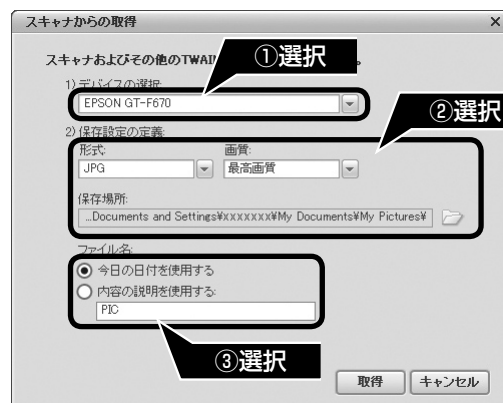 スキャナからの取得
スキャナおよびその他のTWAI
①選択
1) デバイスの選択:
EPSON GT-F670
②選択
2) 保存設定の定義:
形式: 画質:
JPG 最高画質
保存場所:
...Documents and Settings¥xxxxxxx¥My Documents¥My Pictures¥
ファイル名:
今日の日付を使用する
内容の説明を使用する:
PIC
③選択
取得 キャンセル